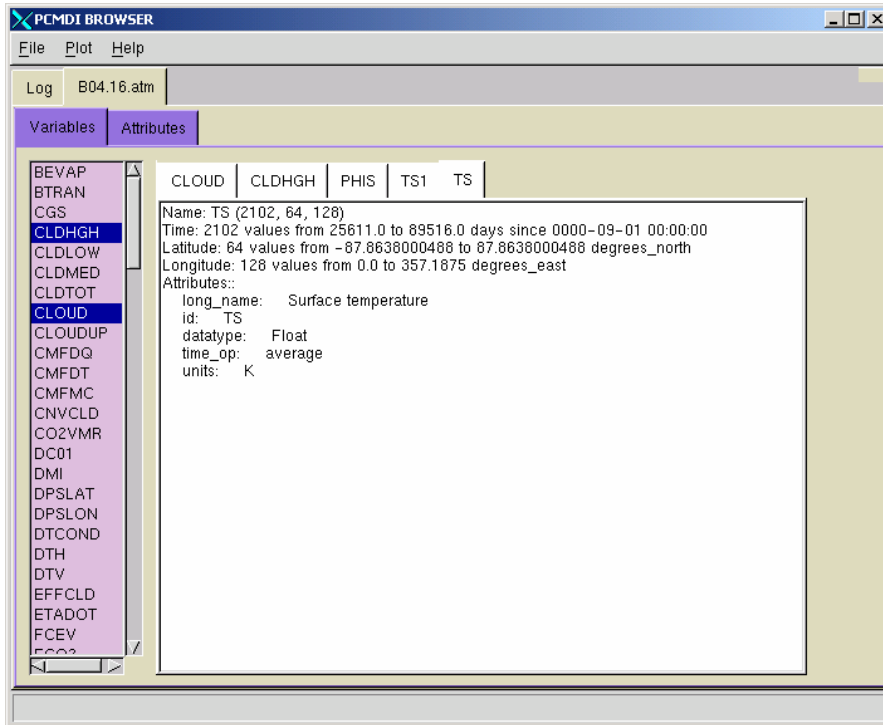 PCMDI BROWSER
File Plot Help
Log B04.16.atm
Variables Attributes
BEVAP
BTRAN
CGS
CLDHGH
CLDLOW
CLDMED
CLDTOT
CLOUD
CLOUDUP
CMFDQ
CMFDT
CMFMC
CNVCLD
CO2VMR
DC01
DMI
DPSLAT
DPSLON
DTCOND
DTH
DTV
EFFCLD
ETADOT
FCEV
CLOUD CLDHGH PHIS TS1 TS
Name: TS (2102, 64, 128)
Time: 2102 values from 25611.0 to 89516.0 days since 0000-09-01 00:00:00
Latitude: 64 values from -87.8638000488 to 87.8638000488 degrees_north
Longitude: 128 values from 0.0 to 357.1875 degrees_east
Attributes::
long_name: Surface temperature
id: TS
datatype: Float
time_op: average
units: K